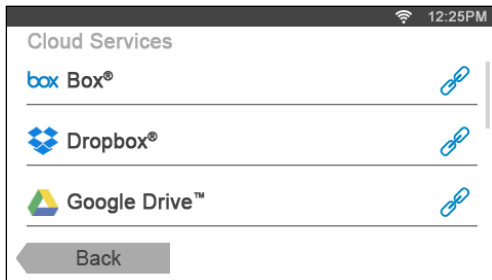 12:25PM
Cloud Services
box Box®
Dropbox®
Google Drive™
Back